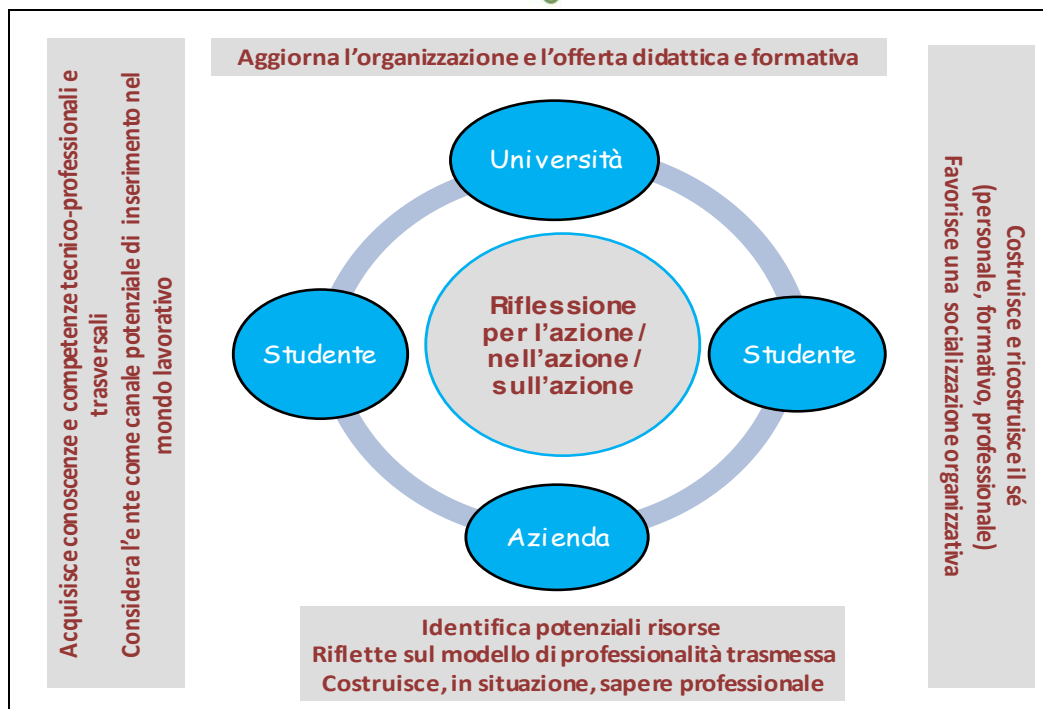 Aggiorna l'organizzazione e l'offerta didattica e formativa
Acquisisce conoscenze e competenze tecnico-professionali e
trasversali
Considera l'ente come canale potenziale di inserimento nel
mondo lavorativo
Università
Studente
Riflessione
per l'azione /
nell'azione /
sull'azione
Studente
Azienda
Costruisce e ricostruisce il sé
(personale, formativo, professionale)
Favorisce una socializzazione organizzativa
Identifica potenziali risorse
Riflette sul modello di professionalità trasmessa
Costruisce, in situazione, sapere professionale